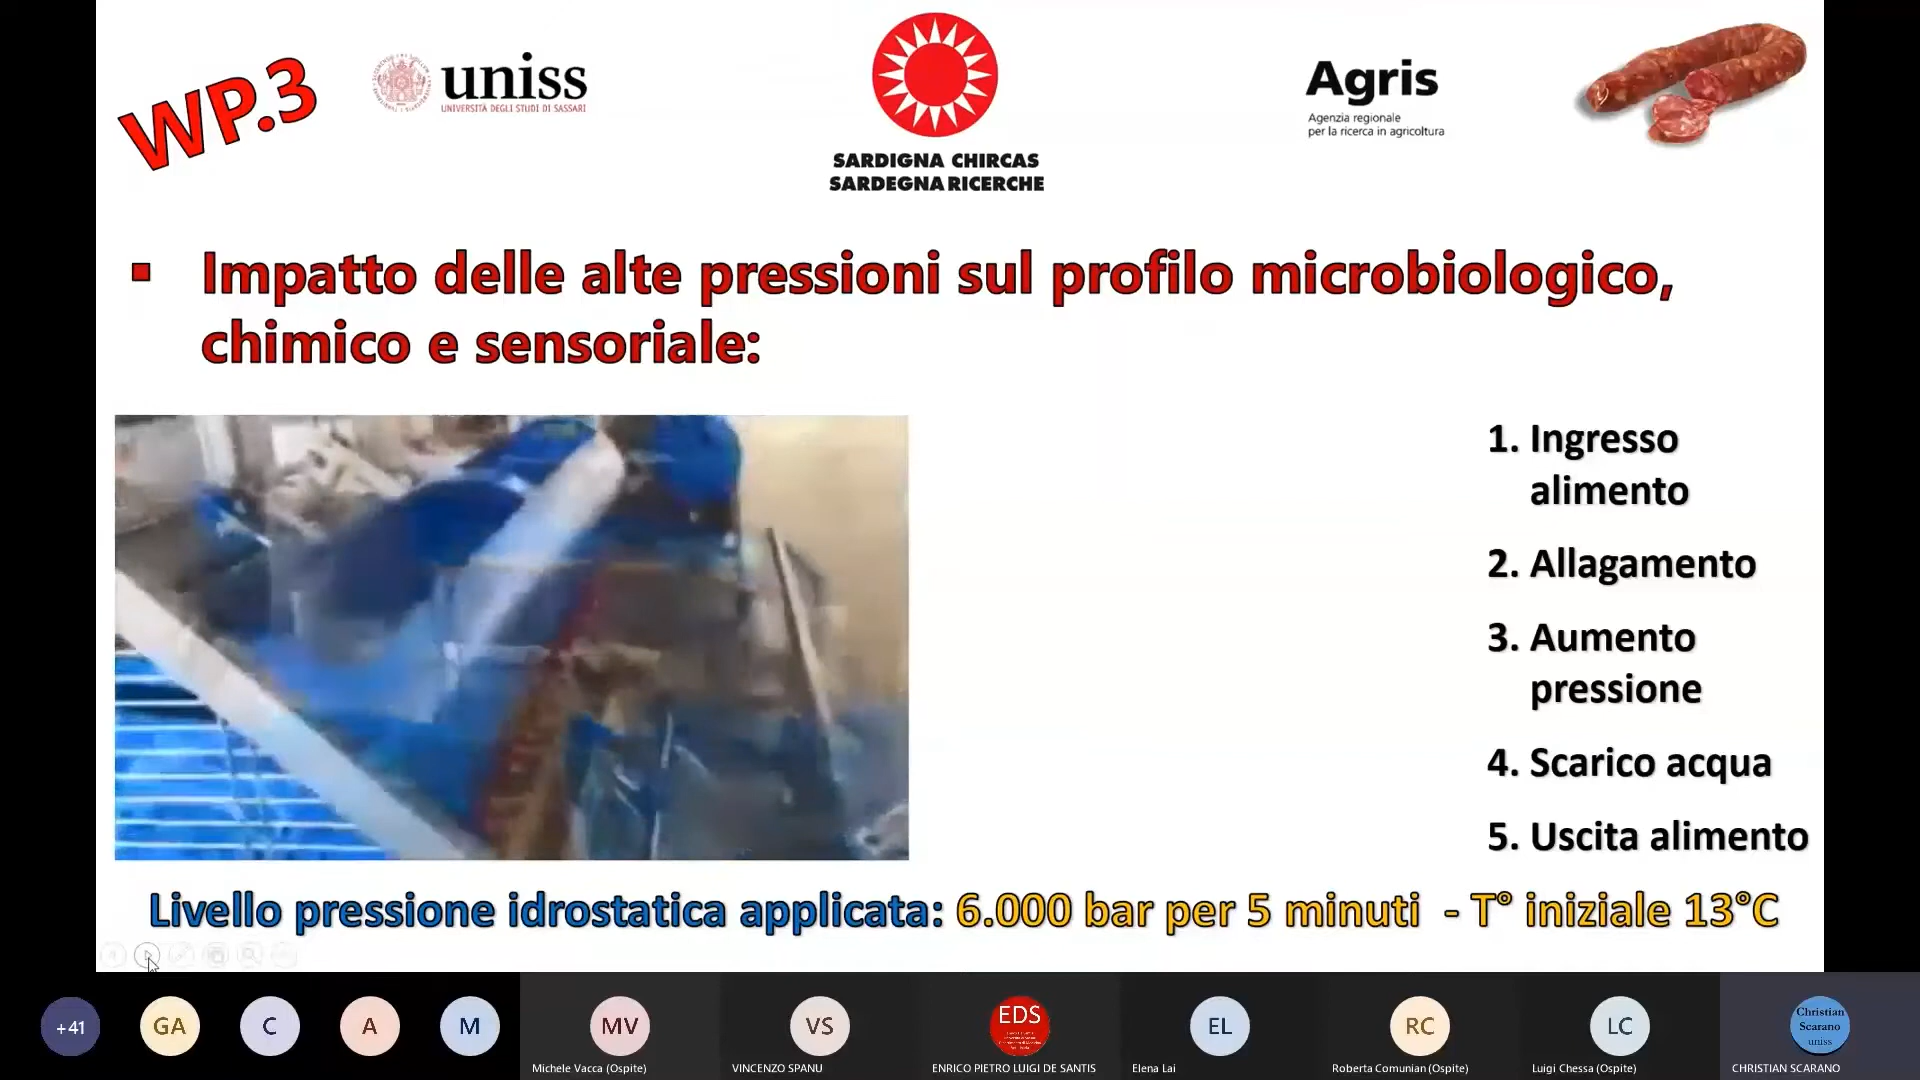 WP.3
uniss
UNIVERSITÀ DEGLI STUDI DI SASSARI
SARDIGNA CHIRCAS
SARDEGNA RICERCHE
Agris
Agenzia regionale
per la ricerca in agricoltura
▪ Impatto delle alte pressioni sul profilo microbiologico,
chimico e sensoriale:
1. Ingresso
alimento
2. Allagamento
3. Aumento
pressione
4. Scarico acqua
5. Uscita alimento
Livello pressione idrostatica applicata: 6.000 bar per 5 minuti - T° iniziale 13°C
+41
GA
C
A
M
MV
VS
EDS
EL
RC
LC
Christian
Scarano
uniss
Michele Vacca (Ospite)
VINCENZO SPANU
ENRICO PIETRO LUIGI DE SANTIS
Elena Lai
Roberta Comunian (Ospite)
Luigi Chessa (Ospite)
CHRISTIAN SCARANO